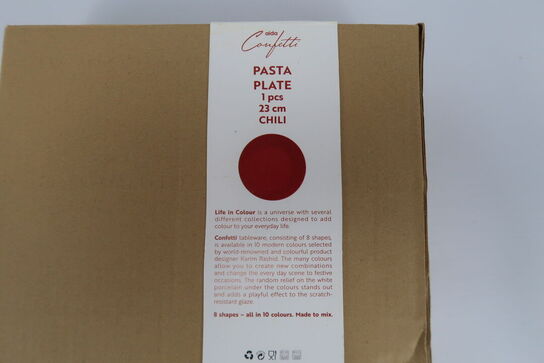 aida
Confetti
PASTA
PLATE
1 pcs
23 cm
CHILI
Life in Colour is a universe with several
different collections designed to add
colour to your everyday life.
Confetti tableware, consisting of 8 shapes,
is available in 10 modern colours selected
by world-renowned and colourful product
designer Karim Rashid. The many colours
allow you to create new combinations
and change the every day scene to festive
occasions. The random relief on the white
porcelain under the colours stands out
and adds a playful effect to the scratch-
resistant glaze.
8 shapes – all in 10 colours. Made to mix.